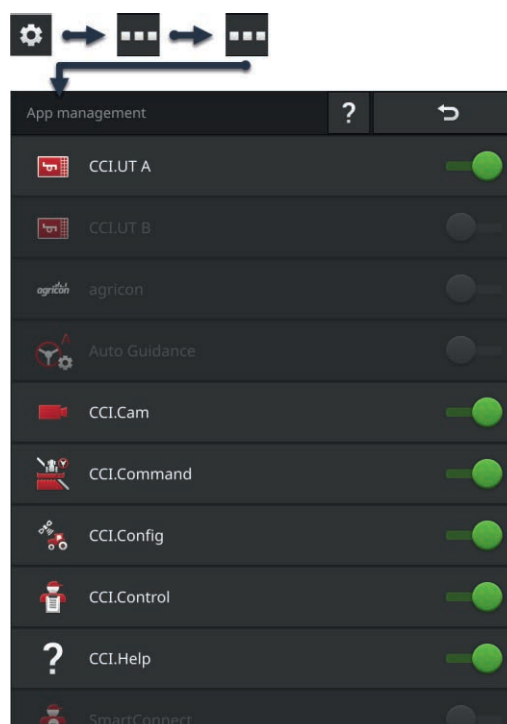 App management
?
CCI.UT A
CCI.UT B
agricon agricon
Auto Guidance
CCI.Cam
CCI.Command
CCI.Config
CCI.Control
? CCI.Help
SmartConnect